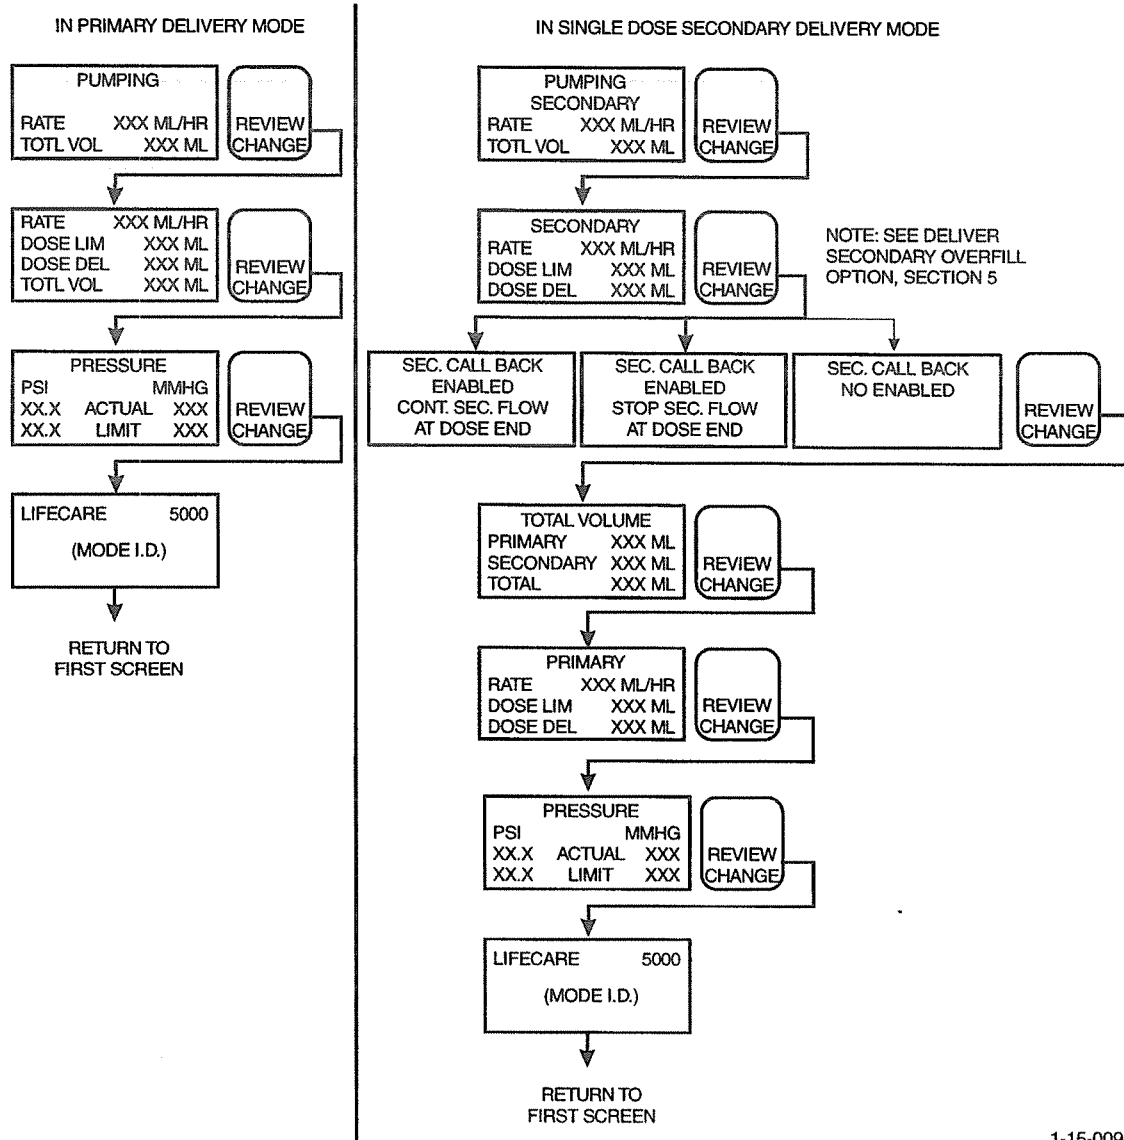 IN PRIMARY DELIVERY MODE
PUMPING
RATE XXX ML/HR
TOTL VOL XXX ML
REVIEW
CHANGE
RATE XXX ML/HR
DOSE LIM XXX ML
DOSE DEL XXX ML
TOTL VOL XXX ML
REVIEW
CHANGE
PRESSURE
PSI MMHG
XX.X ACTUAL XXX
XX.X LIMIT XXX
REVIEW
CHANGE
LIFECARE 5000
(MODE I.D.)
RETURN TO
FIRST SCREEN
IN SINGLE DOSE SECONDARY DELIVERY MODE
PUMPING
SECONDARY
RATE XXX ML/HR
TOTL VOL XXX ML
REVIEW
CHANGE
SECONDARY
RATE XXX ML/HR
DOSE LIM XXX ML
DOSE DEL XXX ML
REVIEW
CHANGE
NOTE: SEE DELIVER
SECONDARY OVERFILL
OPTION, SECTION 5
SEC. CALL BACK
ENABLED
CONT. SEC. FLOW
AT DOSE END
SEC. CALL BACK
ENABLED
STOP SEC. FLOW
AT DOSE END
SEC. CALL BACK
NO ENABLED
REVIEW
CHANGE
TOTAL VOLUME
PRIMARY XXX ML
SECONDARY XXX ML
TOTAL XXX ML
REVIEW
CHANGE
PRIMARY
RATE XXX ML/HR
DOSE LIM XXX ML
DOSE DEL XXX ML
REVIEW
CHANGE
PRESSURE
PSI MMHG
XX.X ACTUAL XXX
XX.X LIMIT XXX
REVIEW
CHANGE
LIFECARE 5000
(MODE I.D.)
RETURN TO
FIRST SCREEN
1-15-009